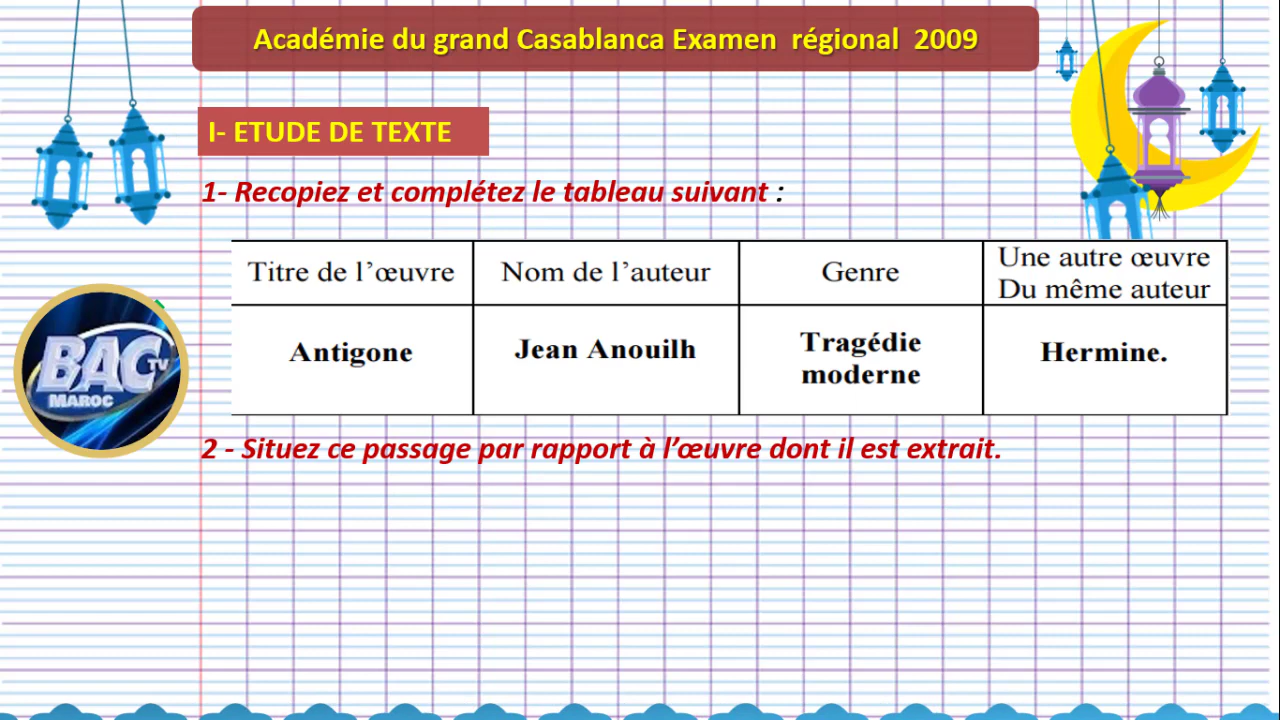 Académie du grand Casablanca Examen régional 2009
I- ETUDE DE TEXTE
1- Recopiez et complétez le tableau suivant :
Titre de l'œuvre
Nom de l'auteur
Genre
Une autre œuvre
Du même auteur
Antigone
Jean Anouilh
Tragédie
moderne
Hermine.
BAC TV
MAROC
2 - Situez ce passage par rapport à l'œuvre dont il est extrait.